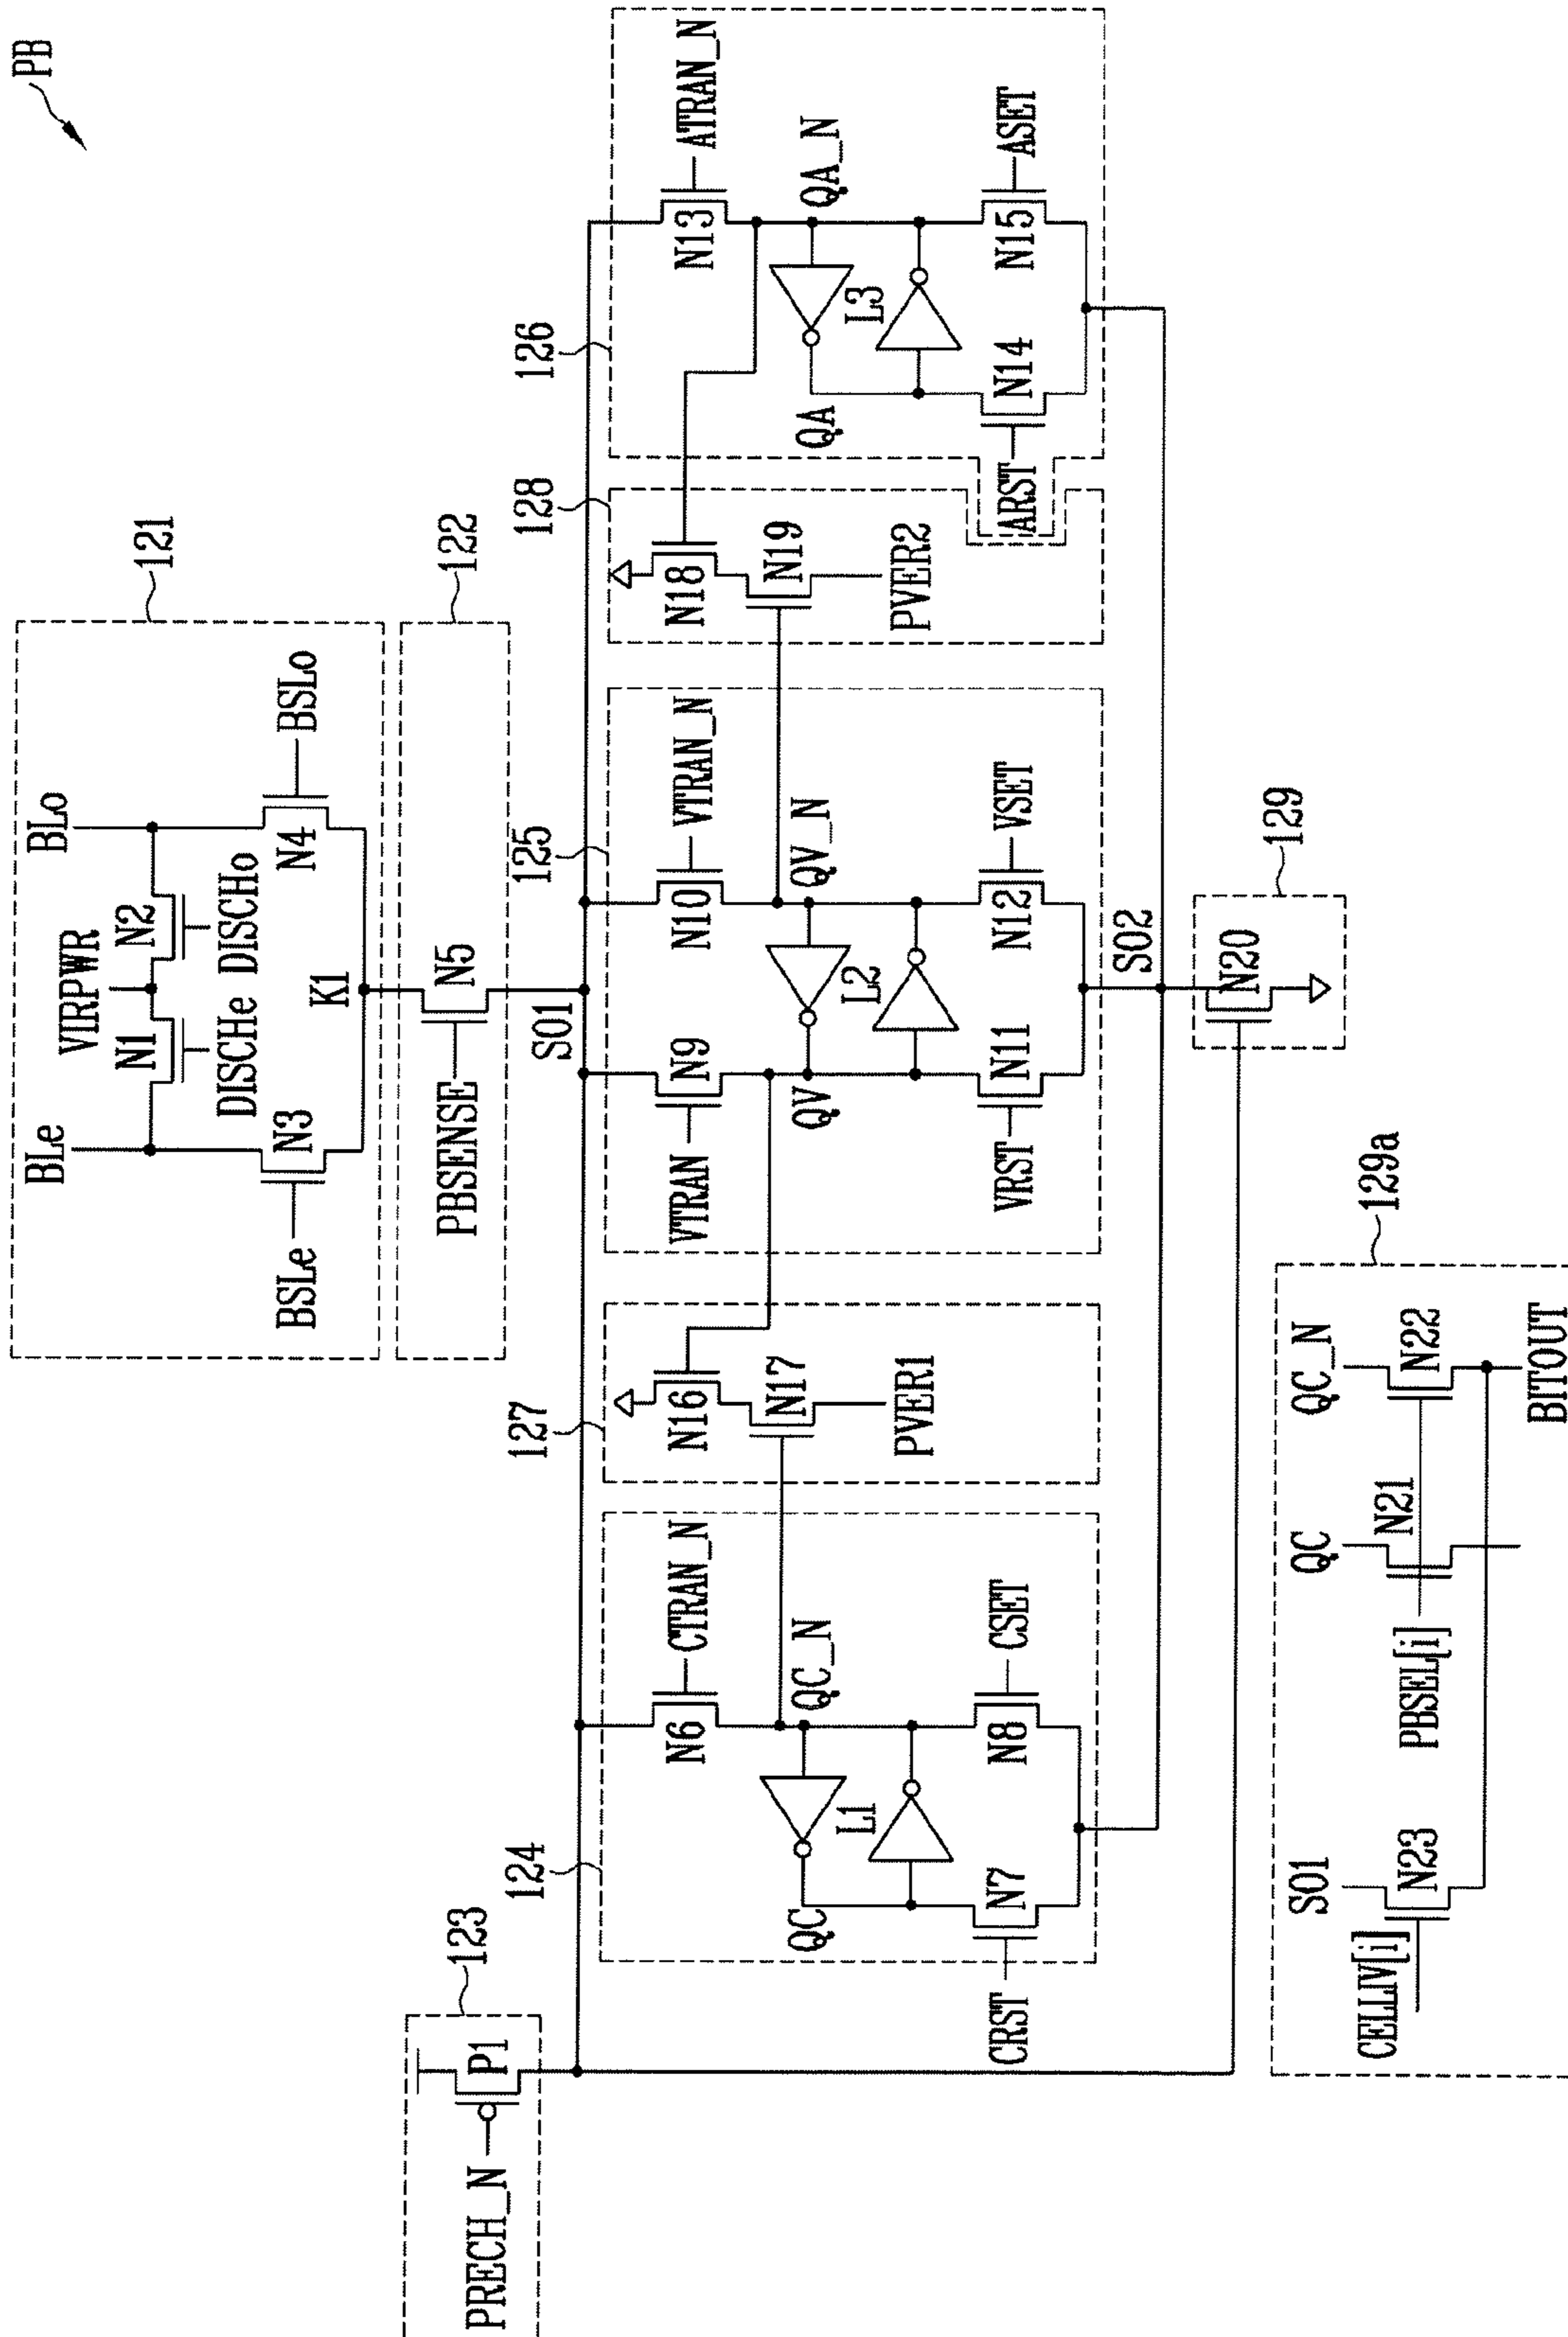 PB
121
BLe
VIRPWR
BLo
N1
N2
DISCHe
DISCHo
BSLe
N3
N4
BSLo
K1
122
PBSENSE
N5
123
PRECH_N
P1
SO1
124
CTRAN_N
N6
QC_N
QC
L1
N7
N8
CRST
CSET
127
N16
N17
PVER1
125
VTRAN
N9
N10
VTRAN_N
QV
QV_N
L2
VRST
N11
N12
VSET
128
N18
N19
PVER2
126
N13
ATRAN_N
QA
QA_N
L3
ARST
N14
N15
ASET
SO2
129
N20
129a
SO1
QC
QC_N
CELLIV[i]
N23
N21
N22
PBSEL[i]
BITOUT